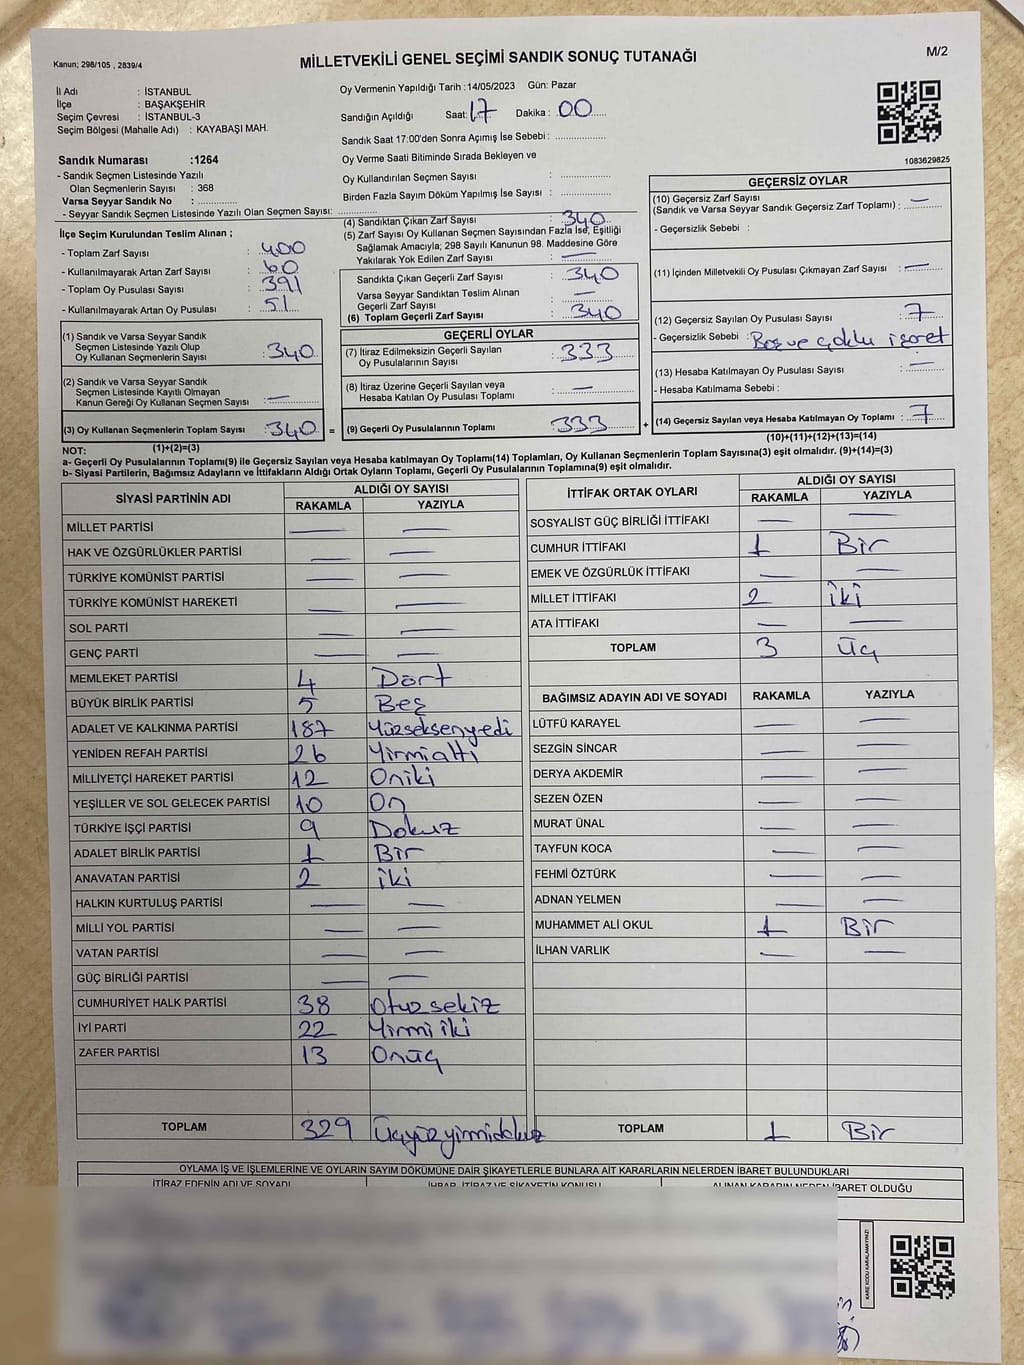 Kanun; 298/105 , 2839/4
MİLLETVEKİLİ GENEL SEÇİMİ SANDIK SONUÇ TUTANAĞI
M/2
İl Adı : İSTANBUL
İlçe : BAŞAKŞEHİR
Seçim Çevresi : İSTANBUL-3
Seçim Bölgesi (Mahalle Adı) : KAYABAŞI MAH.
Sandık Numarası :1264
- Sandık Seçmen Listesinde Yazılı
Olan Seçmenlerin Sayısı : 368
Varsa Seyyar Sandık No : ..............
- Seyyar Sandık Seçmen Listesinde Yazılı Olan Seçmen Sayısı: ..............
Oy Vermenin Yapıldığı Tarih :14/05/2023 Gün: Pazar
Sandığın Açıldığı Saat: 17 Dakika : 00
Sandık Saat 17:00'den Sonra Açımış İse Sebebi : ..............
Oy Verme Saati Bitiminde Sırada Bekleyen ve
Oy Kullandırılan Seçmen Sayısı : ..............
Birden Fazla Sayım Döküm Yapılmış İse Sayısı : ..............
1083629825
İlçe Seçim Kurulundan Teslim Alınan ;
- Toplam Zarf Sayısı : 400
- Kullanılmayarak Artan Zarf Sayısı : 60
- Toplam Oy Pusulası Sayısı : 391
- Kullanılmayarak Artan Oy Pusulası : 51
(4) Sandıktan Çıkan Zarf Sayısı : 340
(5) Zarf Sayısı Oy Kullanan Seçmen Sayısından Fazla İse, Eşitliği
Sağlamak Amacıyla; 298 Sayılı Kanunun 98. Maddesine Göre
Yakılarak Yok Edilen Zarf Sayısı : —
Sandıkta Çıkan Geçerli Zarf Sayısı : 340
Varsa Seyyar Sandıktan Teslim Alınan
Geçerli Zarf Sayısı : —
(6) Toplam Geçerli Zarf Sayısı : 340
GEÇERSİZ OYLAR
(10) Geçersiz Zarf Sayısı
(Sandık ve Varsa Seyyar Sandık Geçersiz Zarf Toplamı) : —
- Geçersizlik Sebebi :
(11) İçinden Milletvekili Oy Pusulası Çıkmayan Zarf Sayısı : —
(12) Geçersiz Sayılan Oy Pusulası Sayısı : 7
- Geçersizlik Sebebi : Boş ve çoklu işaret
(13) Hesaba Katılmayan Oy Pusulası Sayısı : —
- Hesaba Katılmama Sebebi :
(14) Geçersiz Sayılan veya Hesaba Katılmayan Oy Toplamı : 7
(10)+(11)+(12)+(13)=(14)
(1) Sandık ve Varsa Seyyar Sandık
Seçmen Listesinde Yazılı Olup
Oy Kullanan Seçmenlerin Sayısı : 340
(2) Sandık ve Varsa Seyyar Sandık
Seçmen Listesinde Kayıtlı Olmayan
Kanun Gereği Oy Kullanan Seçmen Sayısı : —
(3) Oy Kullanan Seçmenlerin Toplam Sayısı : 340 =
(1)+(2)=(3)
GEÇERLİ OYLAR
(7) İtiraz Edilmeksizin Geçerli Sayılan
Oy Pusulalarının Sayısı : 333
(8) İtiraz Üzerine Geçerli Sayılan veya
Hesaba Katılan Oy Pusulası Toplamı : —
(9) Geçerli Oy Pusulalarının Toplamı : 333 +
NOT:
a- Geçerli Oy Pusulalarının Toplamı(9) ile Geçersiz Sayılan veya Hesaba katılmayan Oy Toplamı(14) Toplamları, Oy Kullanan Seçmenlerin Toplam Sayısına(3) eşit olmalıdır. (9)+(14)=(3)
b- Siyasi Partilerin, Bağımsız Adayların ve İttifakların Aldığı Ortak Oyların Toplamı, Geçerli Oy Pusulalarının Toplamına(9) eşit olmalıdır.
SİYASİ PARTİNİN ADI ALDIĞI OY SAYISI
RAKAMLA YAZIYLA
MİLLET PARTİSİ — —
HAK VE ÖZGÜRLÜKLER PARTİSİ — —
TÜRKİYE KOMÜNİST PARTİSİ — —
TÜRKİYE KOMÜNİST HAREKETİ — —
SOL PARTİ — —
GENÇ PARTİ — —
MEMLEKET PARTİSİ 4 Dört
BÜYÜK BİRLİK PARTİSİ 5 Beş
ADALET VE KALKINMA PARTİSİ 187 Yüzseksenyedi
YENİDEN REFAH PARTİSİ 26 Yirmialtı
MİLLİYETÇİ HAREKET PARTİSİ 12 Oniki
YEŞİLLER VE SOL GELECEK PARTİSİ 10 On
TÜRKİYE İŞÇİ PARTİSİ 9 Dokuz
ADALET BİRLİK PARTİSİ 1 Bir
ANAVATAN PARTİSİ 2 iki
HALKIN KURTULUŞ PARTİSİ — —
MİLLİ YOL PARTİSİ — —
VATAN PARTİSİ — —
GÜÇ BİRLİĞİ PARTİSİ — —
CUMHURİYET HALK PARTİSİ 38 Otuzsekiz
İYİ PARTİ 22 Yirmi iki
ZAFER PARTİSİ 13 Onüç
TOPLAM 329 Üçyüzyirmidokuz
İTTİFAK ORTAK OYLARI ALDIĞI OY SAYISI
RAKAMLA YAZIYLA
SOSYALİST GÜÇ BİRLİĞİ İTTİFAKI — —
CUMHUR İTTİFAKI 1 Bir
EMEK VE ÖZGÜRLÜK İTTİFAKI — —
MİLLET İTTİFAKI 2 iki
ATA İTTİFAKI — —
TOPLAM 3 Üç
BAĞIMSIZ ADAYIN ADI VE SOYADI RAKAMLA YAZIYLA
LÜTFÜ KARAYEL — —
SEZGİN SİNCAR — —
DERYA AKDEMİR — —
SEZEN ÖZEN — —
MURAT ÜNAL — —
TAYFUN KOCA — —
FEHMİ ÖZTÜRK — —
ADNAN YELMEN — —
MUHAMMET ALİ OKUL 1 Bir
İLHAN VARLIK — —
TOPLAM 1 Bir
OYLAMA İŞ VE İŞLEMLERİNE VE OYLARIN SAYIM DÖKÜMÜNE DAİR ŞİKAYETLERLE BUNLARA AİT KARARLARIN NELERDEN İBARET BULUNDUKLARI
İTİRAZ EDENİN ADI VE SOYADI İHBAR, İTİRAZ VE ŞİKAYETİN KONUSU ALINAN KARARIN NEDEN İBARET OLDUĞU
KARE KODU KARALAMAYINIZ!